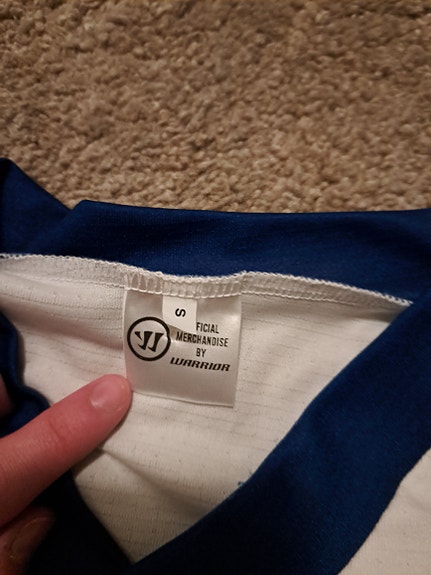 S
FICIAL
MERCHANDISE
BY
WARRIOR